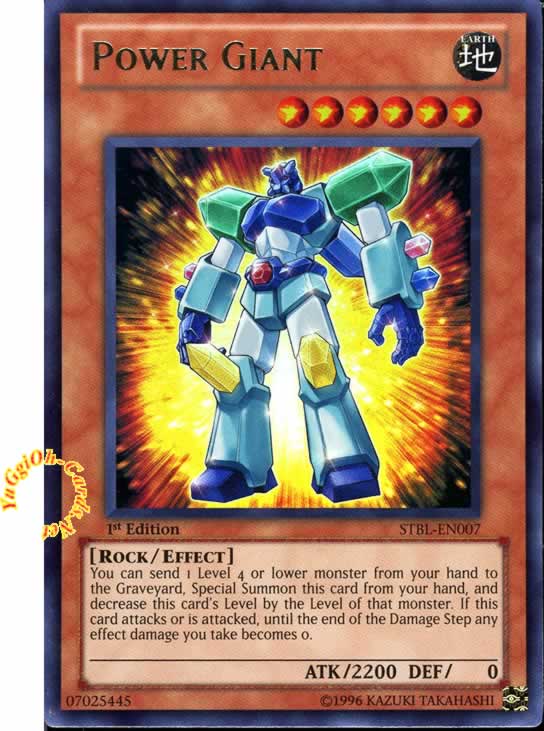 POWER GIANT
EARTH
地
1st Edition
STBL-EN007
[ROCK/EFFECT]
You can send 1 Level 4 or lower monster from your hand to
the Graveyard, Special Summon this card from your hand, and
decrease this card's Level by the Level of that monster. If this
card attacks or is attacked, until the end of the Damage Step any
effect damage you take becomes 0.
ATK/2200 DEF/ 0
07025445
©1996 KAZUKI TAKAHASHI
YuGgiOh-Cards.Net